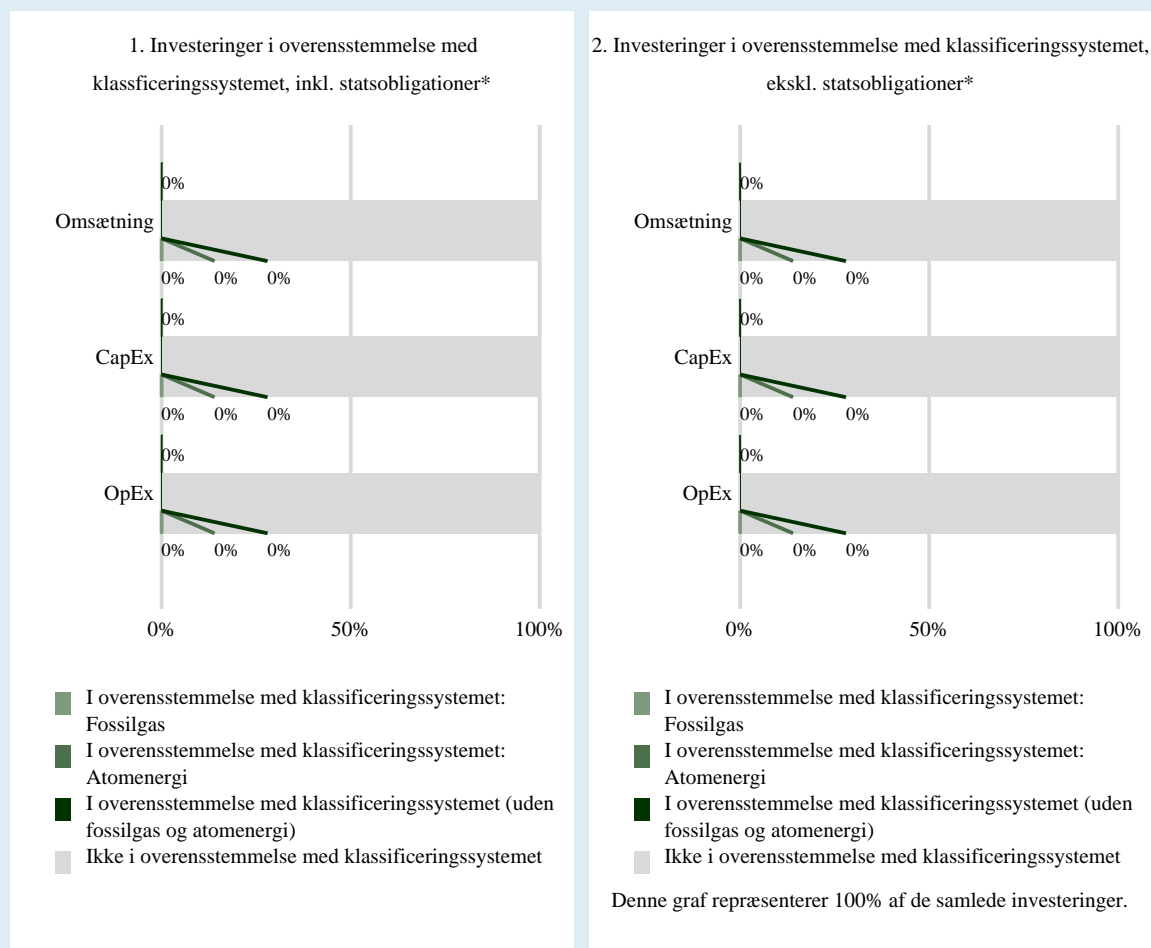 1. Investeringer i overensstemmelse med
klassficeringssystemet, inkl. statsobligationer*
0%
Omsætning
0% 0% 0%
0%
CapEx
0% 0% 0%
0%
OpEx
0% 0% 0%
0% 50% 100%
I overensstemmelse med klassificeringssystemet:
Fossilgas
I overensstemmelse med klassificeringssystemet:
Atomenergi
I overensstemmelse med klassificeringssystemet (uden
fossilgas og atomenergi)
Ikke i overensstemmelse med klassificeringssystemet
2. Investeringer i overensstemmelse med klassificeringssystemet,
ekskl. statsobligationer*
0%
Omsætning
0% 0% 0%
0%
CapEx
0% 0% 0%
0%
OpEx
0% 0% 0%
0% 50% 100%
I overensstemmelse med klassificeringssystemet:
Fossilgas
I overensstemmelse med klassificeringssystemet:
Atomenergi
I overensstemmelse med klassificeringssystemet (uden
fossilgas og atomenergi)
Ikke i overensstemmelse med klassificeringssystemet
Denne graf repræsenterer 100% af de samlede investeringer.